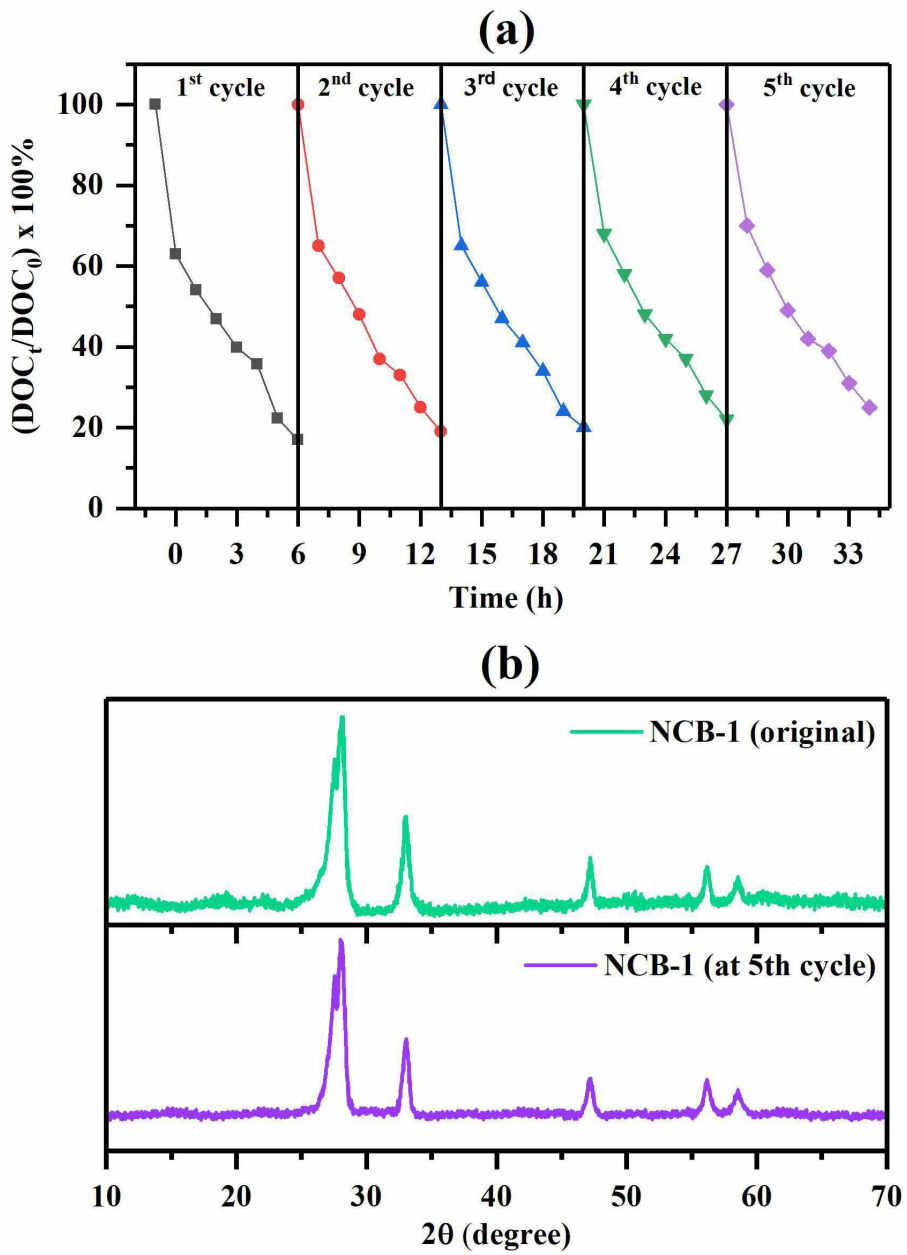 (a)
1st cycle 2nd cycle 3rd cycle 4th cycle 5th cycle
100
80
60
40
20
0
(DOCt/DOC0) x 100%
0 3 6 9 12 15 18 21 24 27 30 33
Time (h)
(b)
NCB-1 (original)
NCB-1 (at 5th cycle)
10 20 30 40 50 60 70
2θ (degree)